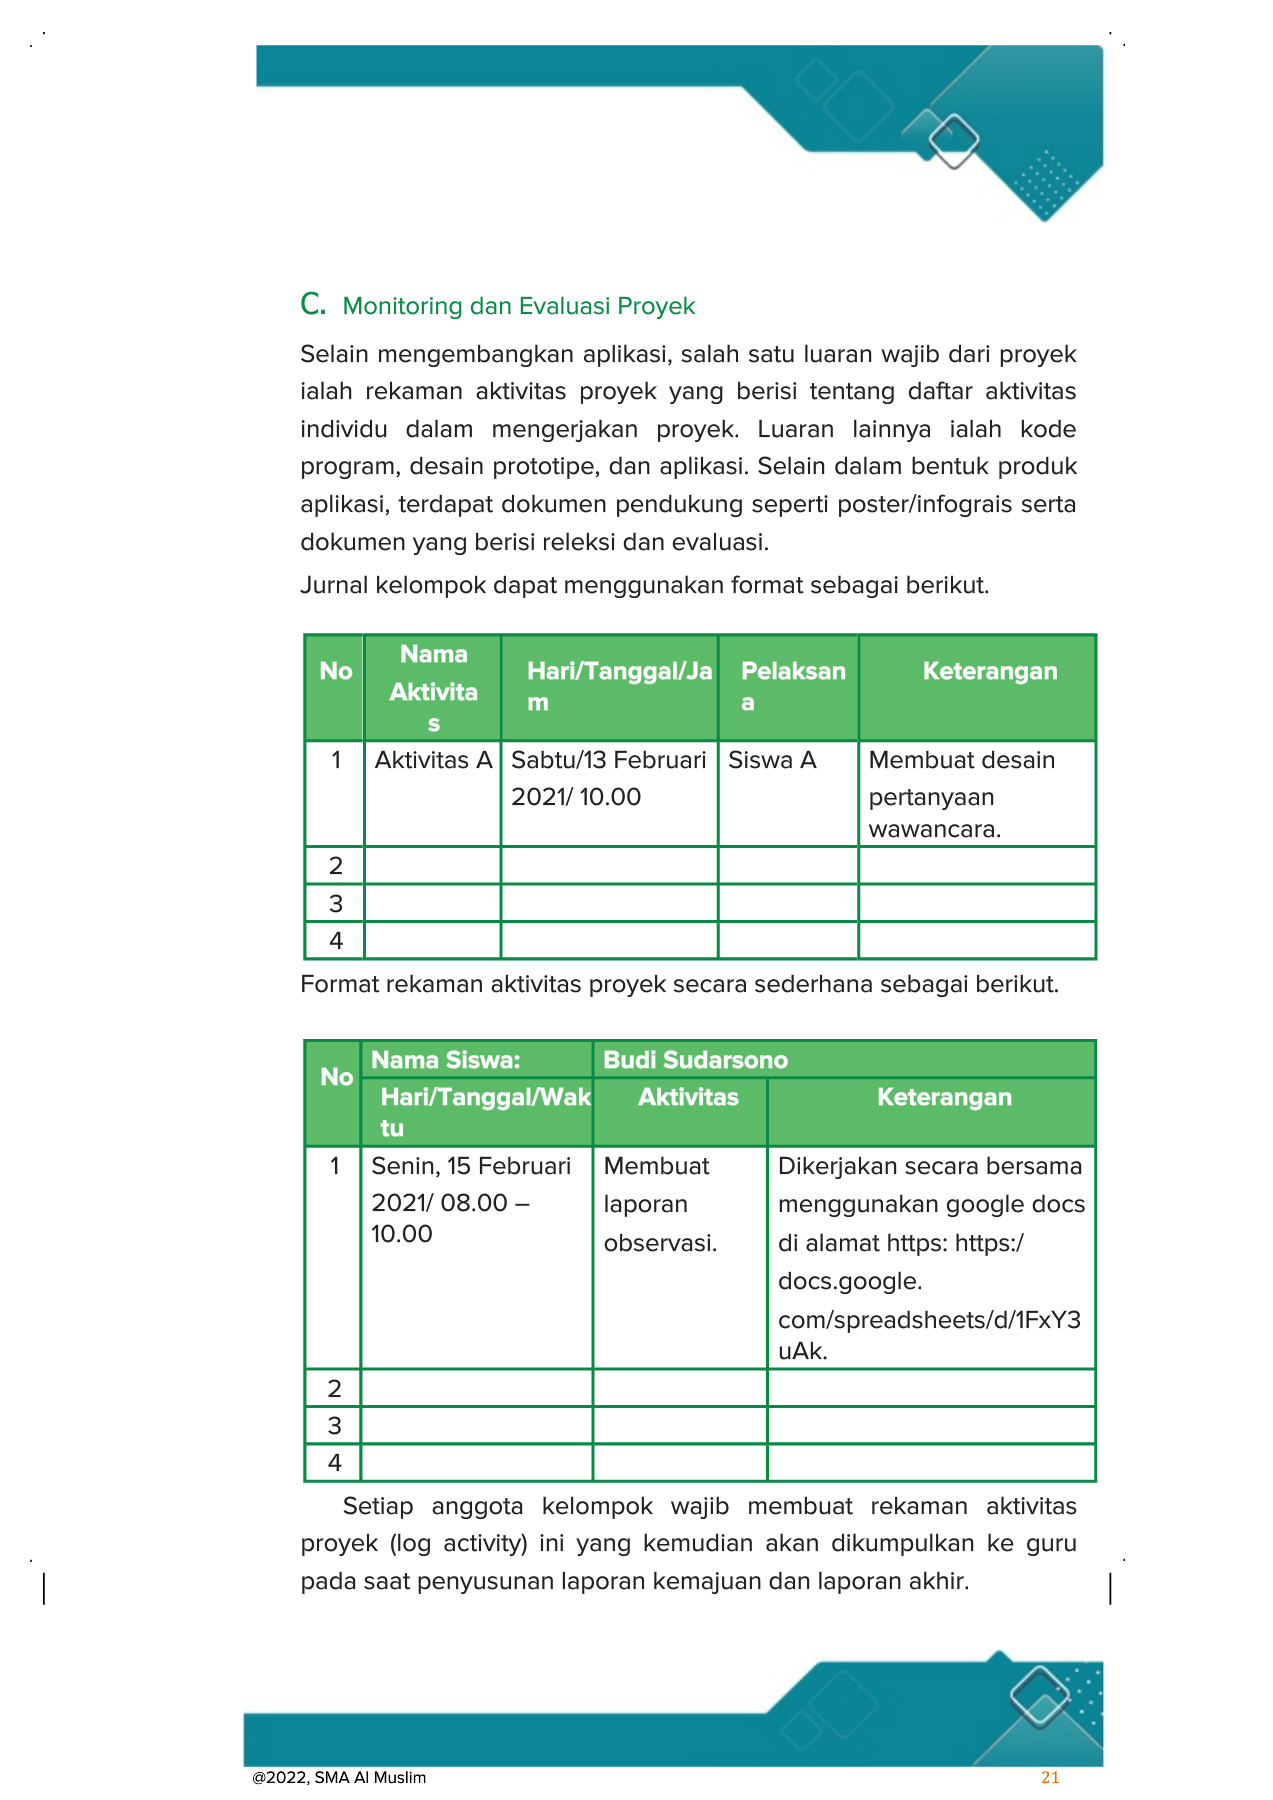 C. Monitoring dan Evaluasi Proyek
Selain mengembangkan aplikasi, salah satu luaran wajib dari proyek
ialah rekaman aktivitas proyek yang berisi tentang daftar aktivitas
individu dalam mengerjakan proyek. Luaran lainnya ialah kode
program, desain prototipe, dan aplikasi. Selain dalam bentuk produk
aplikasi, terdapat dokumen pendukung seperti poster/infograis serta
dokumen yang berisi releksi dan evaluasi.
Jurnal kelompok dapat menggunakan format sebagai berikut.
No
Nama
Aktivita
s
Hari/Tanggal/Ja
m
Pelaksan
a
Keterangan
1
Aktivitas A
Sabtu/13 Februari
2021/ 10.00
Siswa A
Membuat desain
pertanyaan
wawancara.
2
3
4
Format rekaman aktivitas proyek secara sederhana sebagai berikut.
No
Nama Siswa:
Budi Sudarsono
Hari/Tanggal/Wak
tu
Aktivitas
Keterangan
1
Senin, 15 Februari
2021/ 08.00 –
10.00
Membuat
laporan
observasi.
Dikerjakan secara bersama
menggunakan google docs
di alamat https: https:/
docs.google.
com/spreadsheets/d/1FxY3
uAk.
2
3
4
Setiap anggota kelompok wajib membuat rekaman aktivitas
proyek (log activity) ini yang kemudian akan dikumpulkan ke guru
pada saat penyusunan laporan kemajuan dan laporan akhir.
@2022, SMA Al Muslim
21